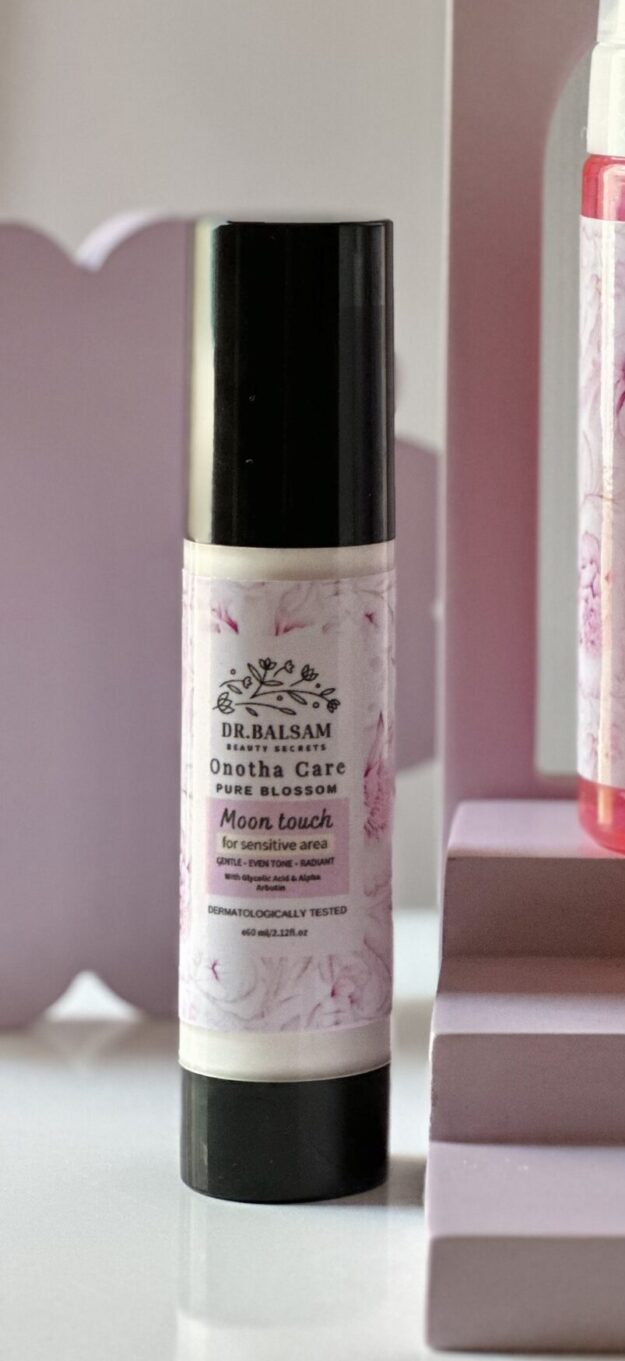 DR.BALSAM
BEAUTY SECRETS
Onotha Care
PURE BLOSSOM
Moon touch
for sensitive area
GENTLE - EVEN TONE - RADIANT
With Glycolic Acid & Alpha
Arbutin
DERMATOLOGICALLY TESTED
e60 ml/2.12fl.oz